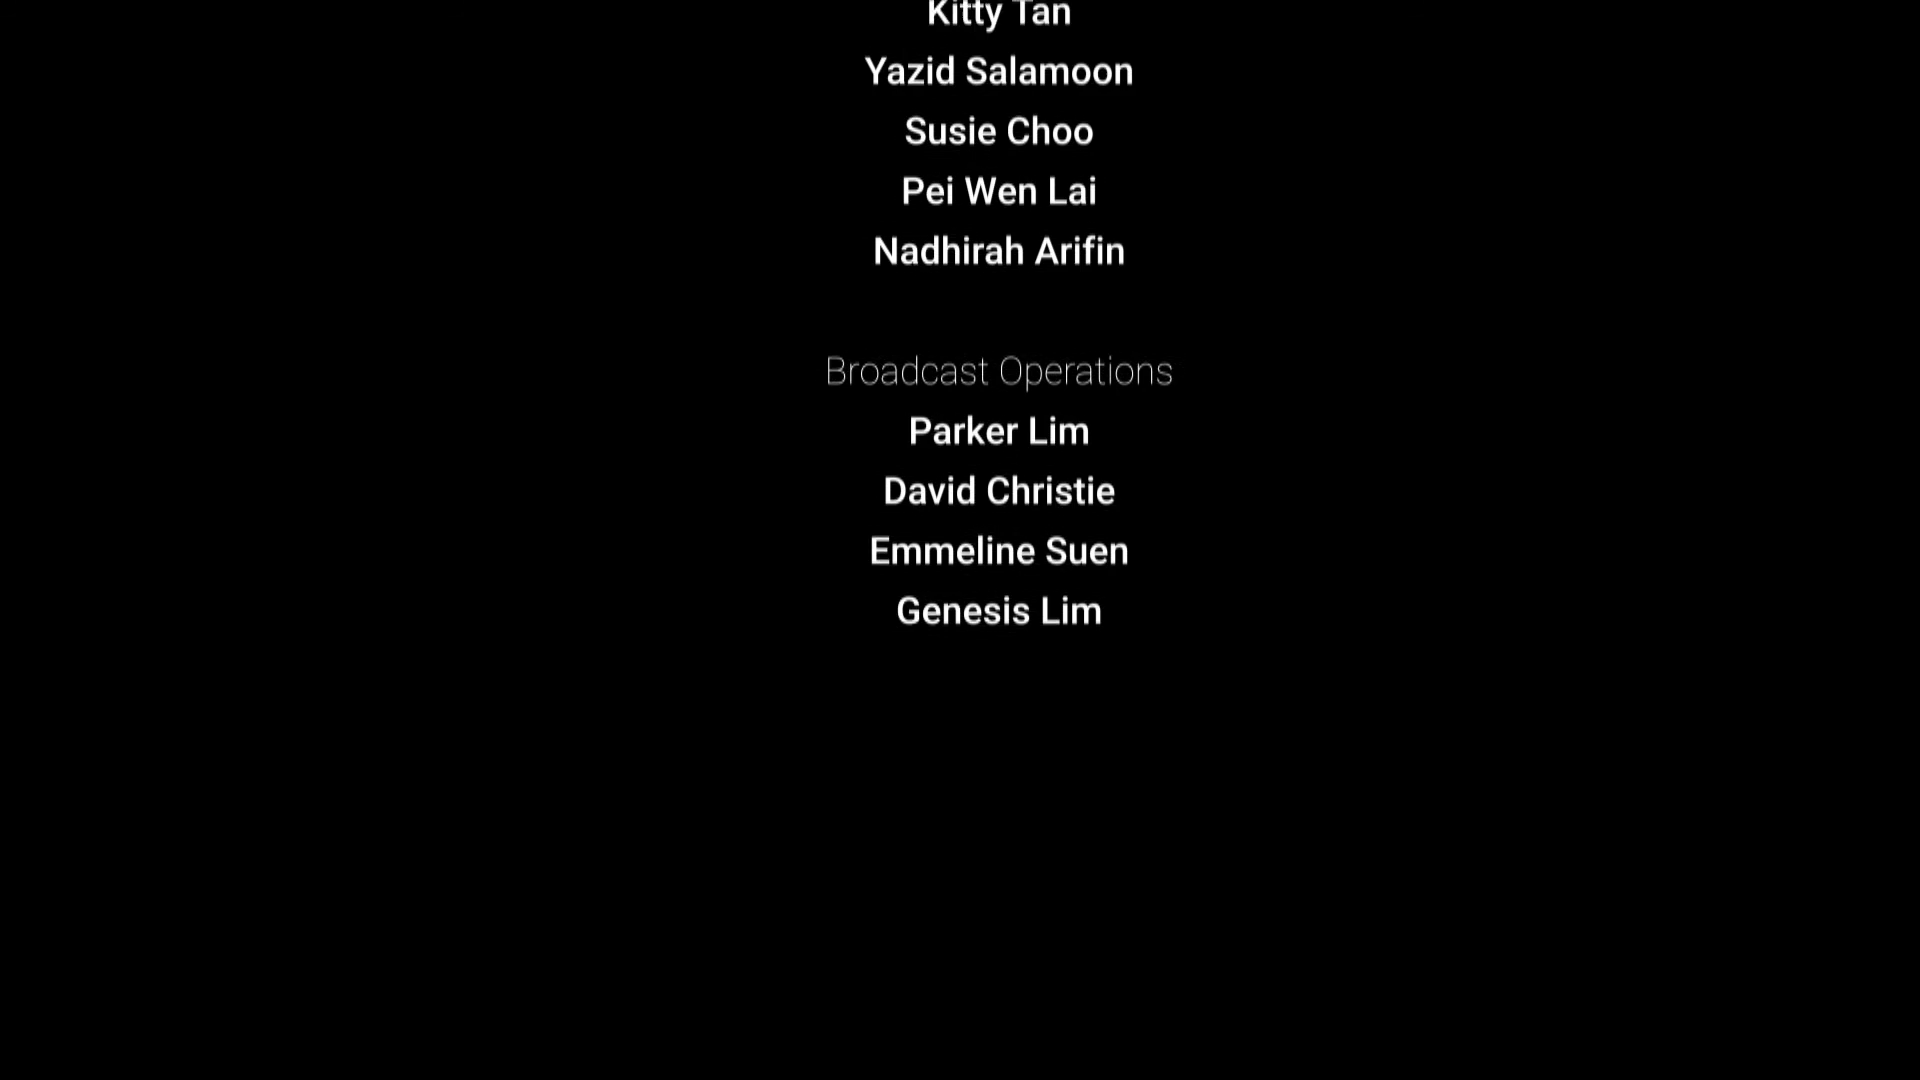 Kitty Tan
Yazid Salamoon
Susie Choo
Pei Wen Lai
Nadhirah Arifin
Broadcast Operations
Parker Lim
David Christie
Emmeline Suen
Genesis Lim